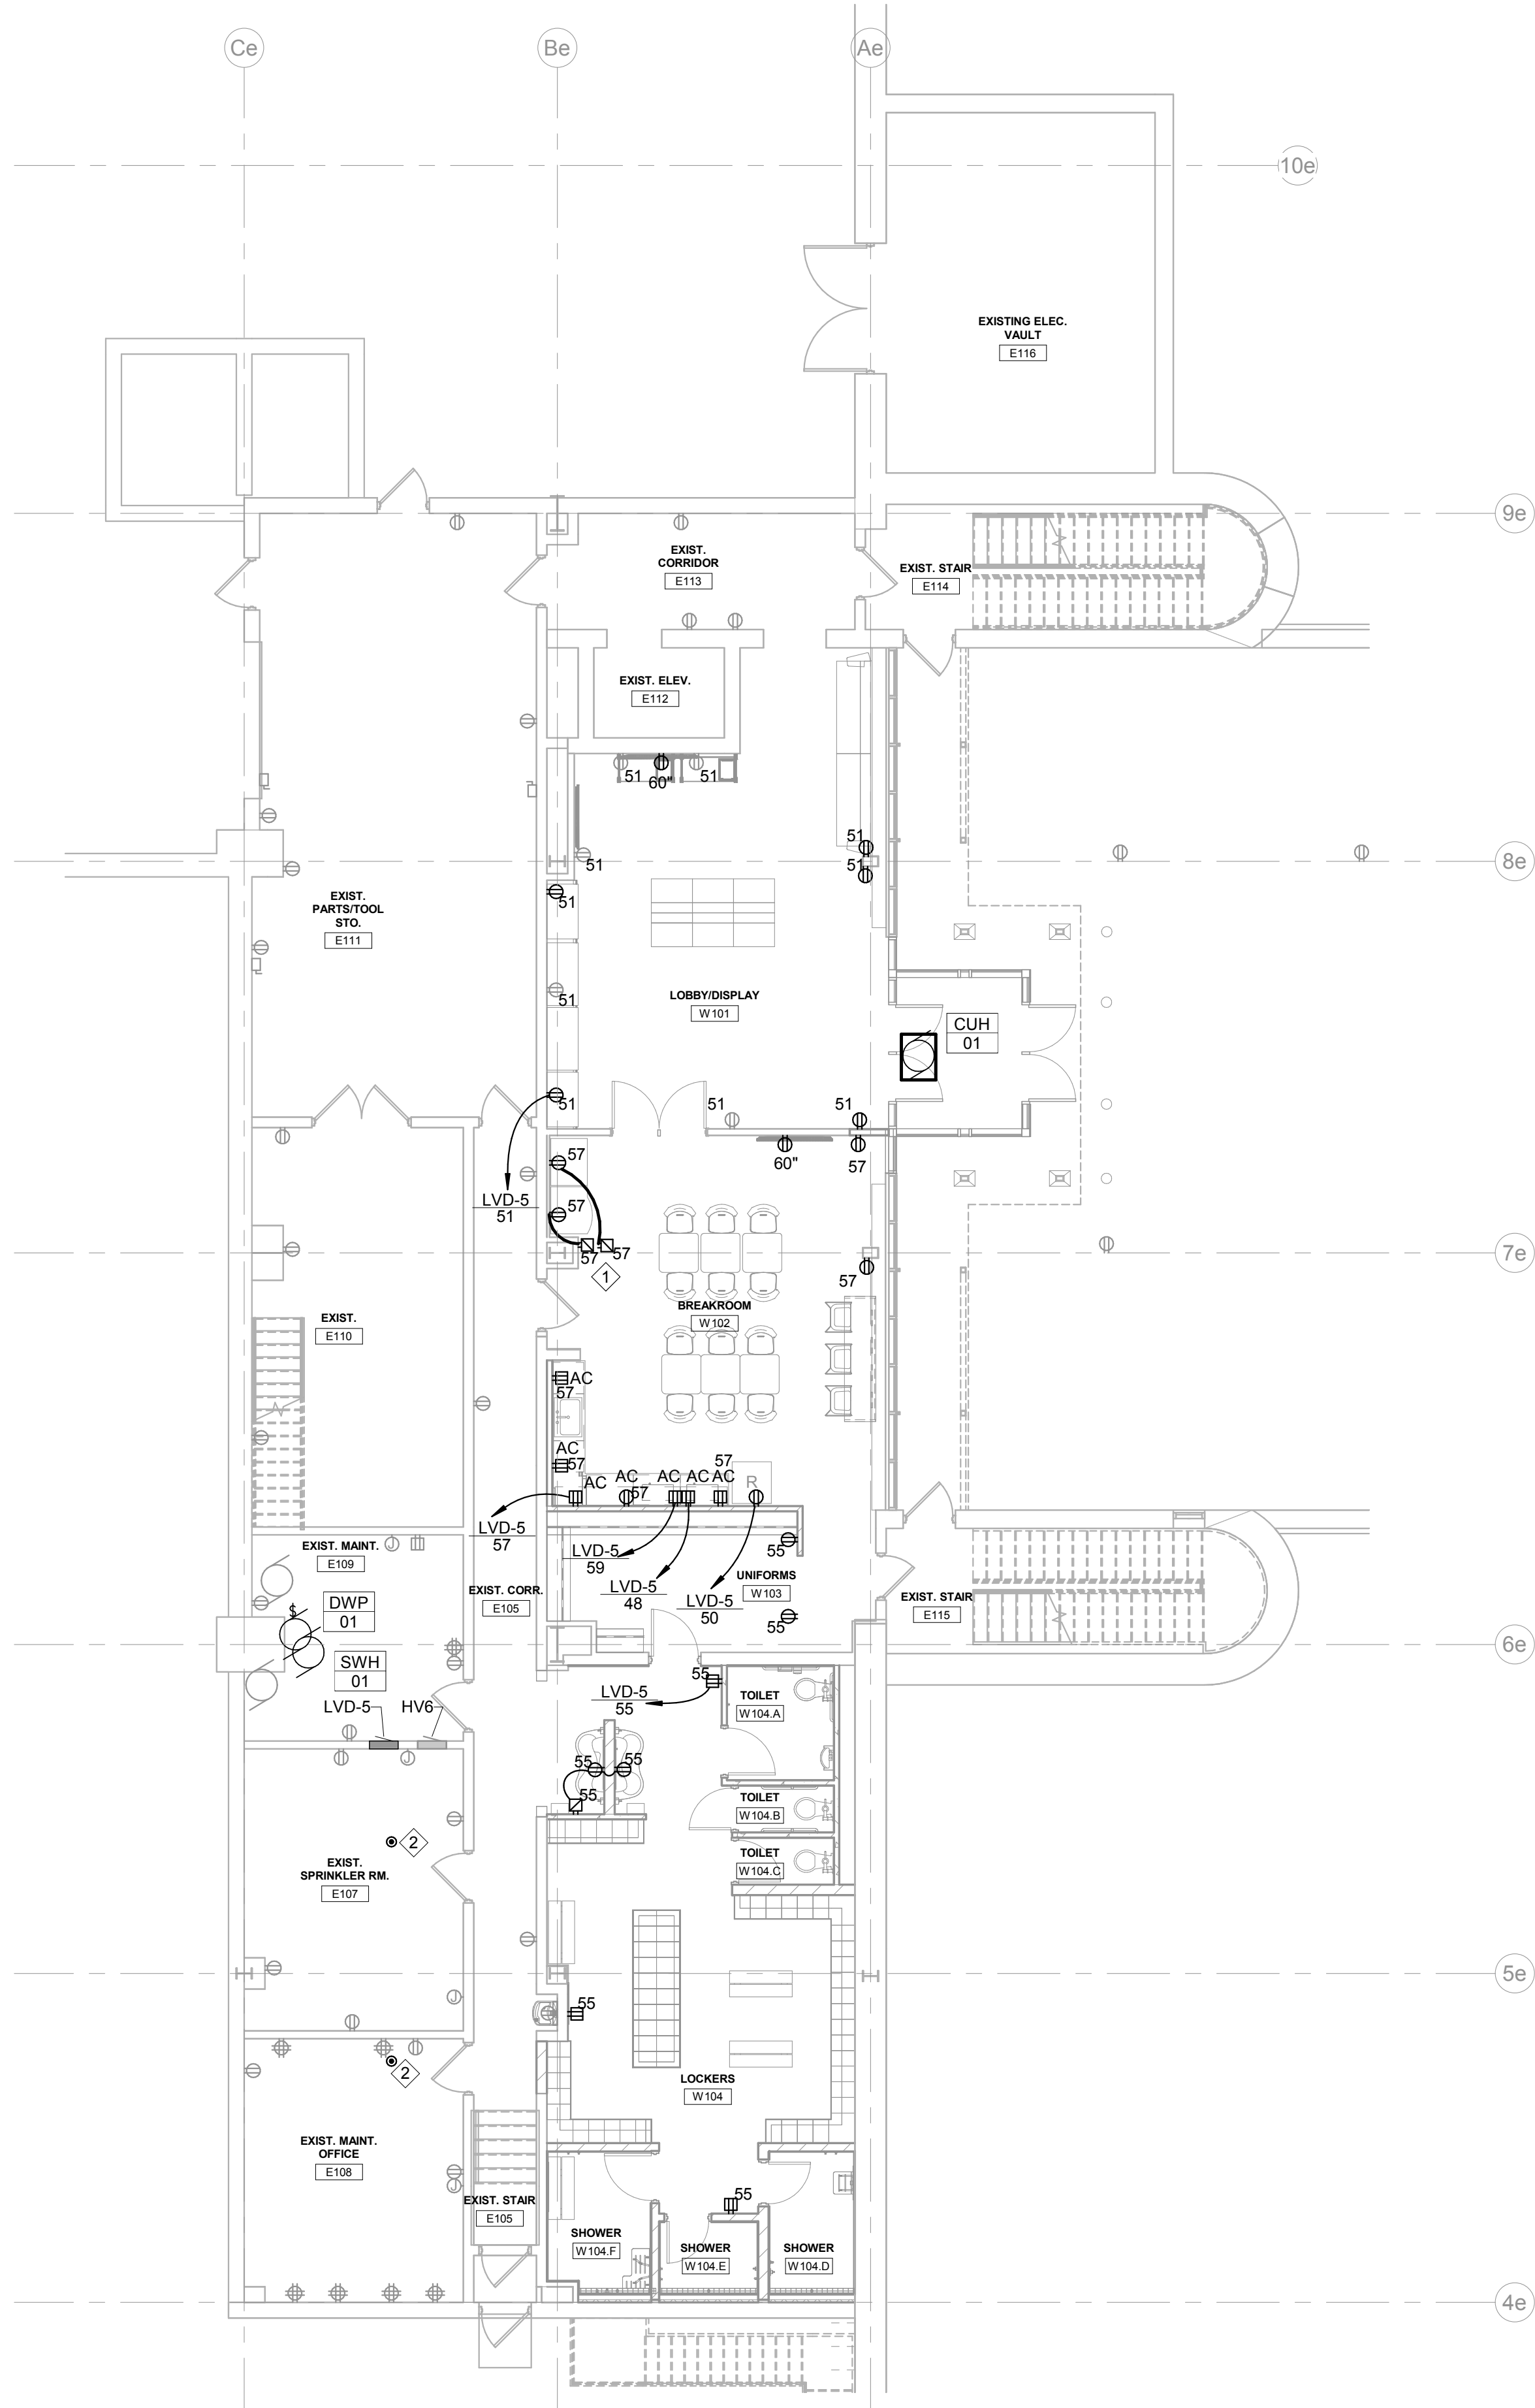 Ce
Be
Ae
10e
EXISTING ELEC.
VAULT
E116
9e
EXIST.
CORRIDOR
E113
EXIST. STAIR
E114
EXIST. ELEV.
E112
51
60"
51
51
51
51
8e
51
EXIST.
PARTS/TOOL
STO.
E111
51
LOBBY/DISPLAY
W101
CUH
01
51
51
51
57
60"
57
LVD-5
51
57
57
57
1
7e
57
BREAKROOM
W102
EXIST.
E110
AC
57
AC
57
57
AC
AC
AC
AC
AC
57
R
LVD-5
57
LVD-5
59
LVD-5
48
LVD-5
50
55
UNIFORMS
W103
55
EXIST. MAINT.
J
E109
EXIST. CORR.
E105
EXIST. STAIR
E115
$
DWP
01
6e
SWH
01
LVD-5
HV6
LVD-5
55
55
TOILET
W104.A
J
55
55
55
TOILET
W104.B
2
TOILET
W104.C
EXIST.
SPRINKLER RM.
E107
5e
J
55
2
LOCKERS
W104
EXIST. MAINT.
OFFICE
E108
J
EXIST. STAIR
E105
55
SHOWER
W104.F
SHOWER
W104.E
SHOWER
W104.D
4e